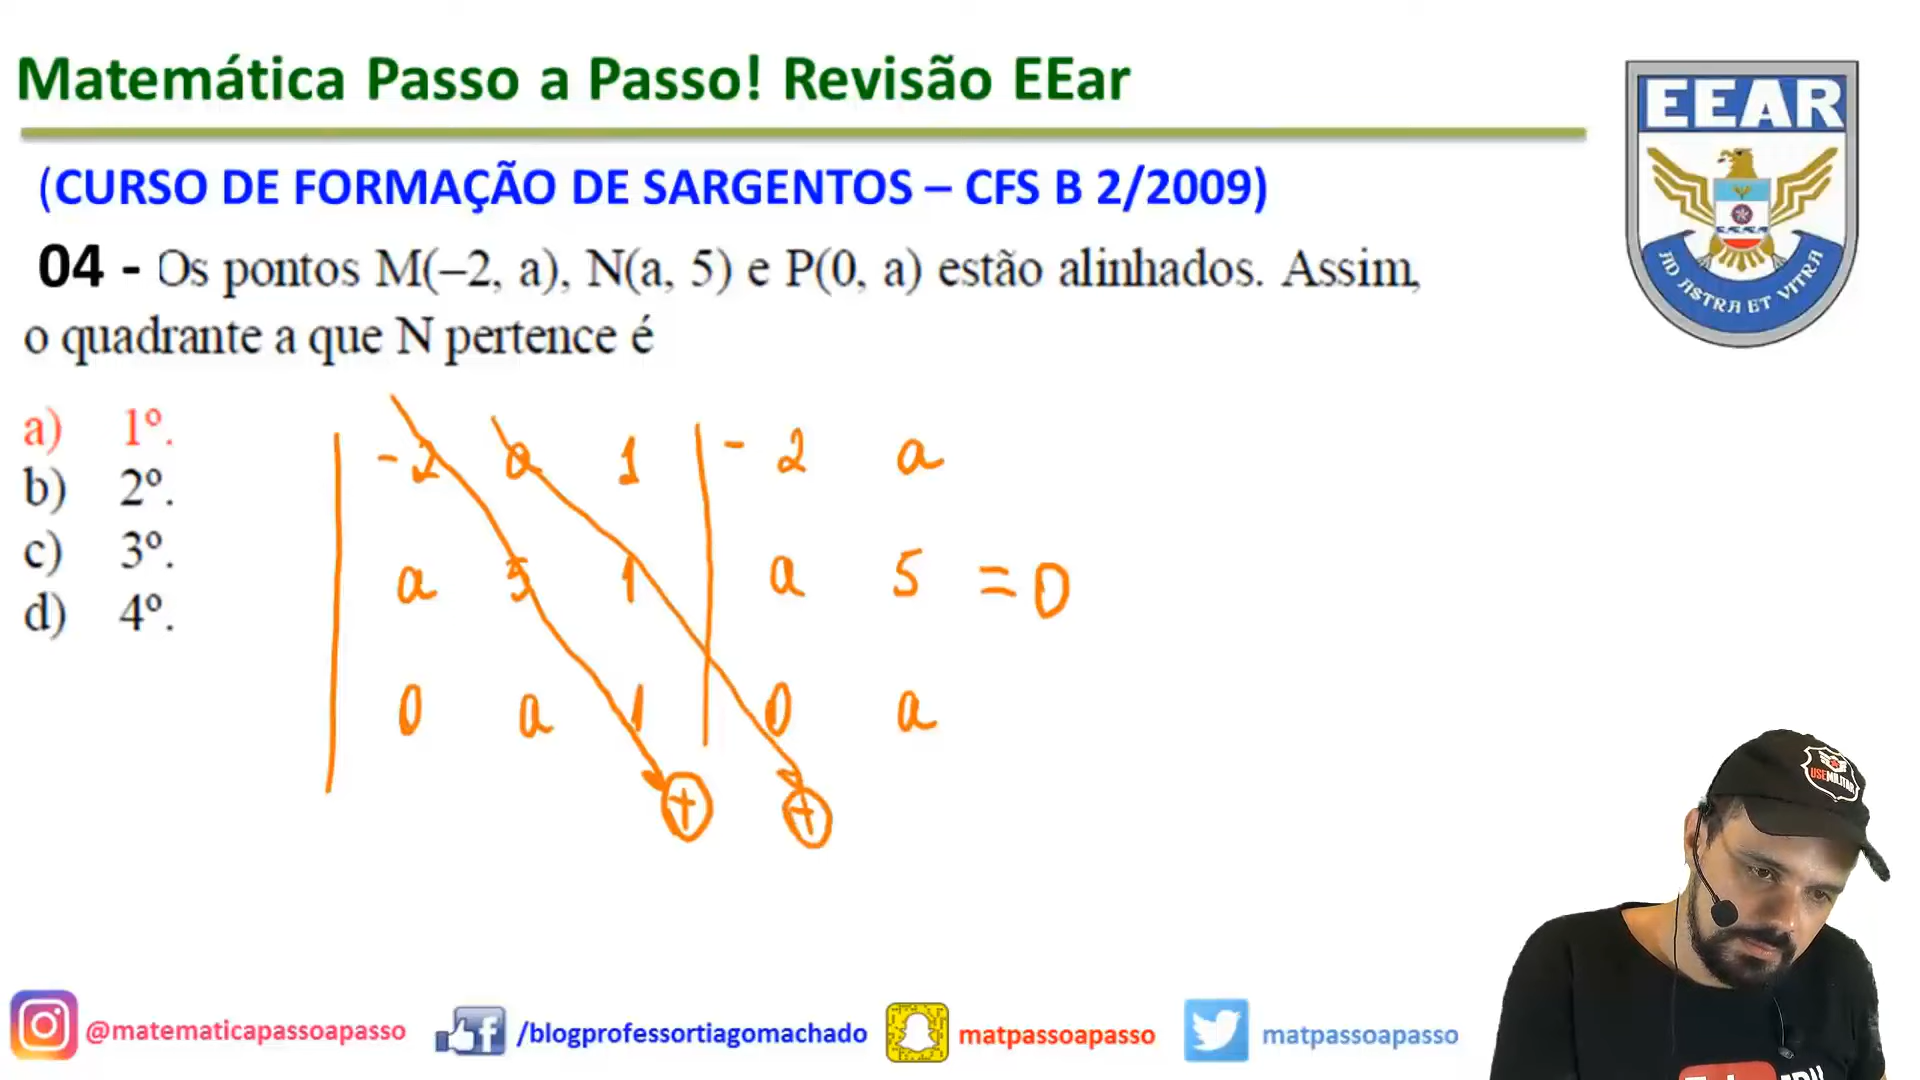 Matemática Passo a Passo! Revisão EEar
EEAR
AD ASTRA ET VITRA
(CURSO DE FORMAÇÃO DE SARGENTOS – CFS B 2/2009)
04 - Os pontos M(–2, a), N(a, 5) e P(0, a) estão alinhados. Assim,
o quadrante a que N pertence é
a) 1º.
b) 2º.
c) 3º.
d) 4º.
-2 a 1 | -2 a
a 5 1 | a 5 = 0
0 a 1 | 0 a
+ +
USEMILITAR
@matematicapassoapasso
/blogprofessortiagomachado
matpassoapasso
matpassoapasso